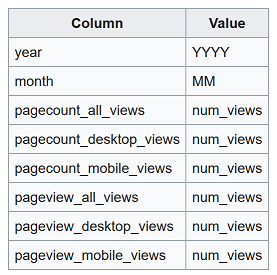 Column Value
year YYYY
month MM
pagecount_all_views num_views
pagecount_desktop_views num_views
pagecount_mobile_views num_views
pageview_all_views num_views
pageview_desktop_views num_views
pageview_mobile_views num_views